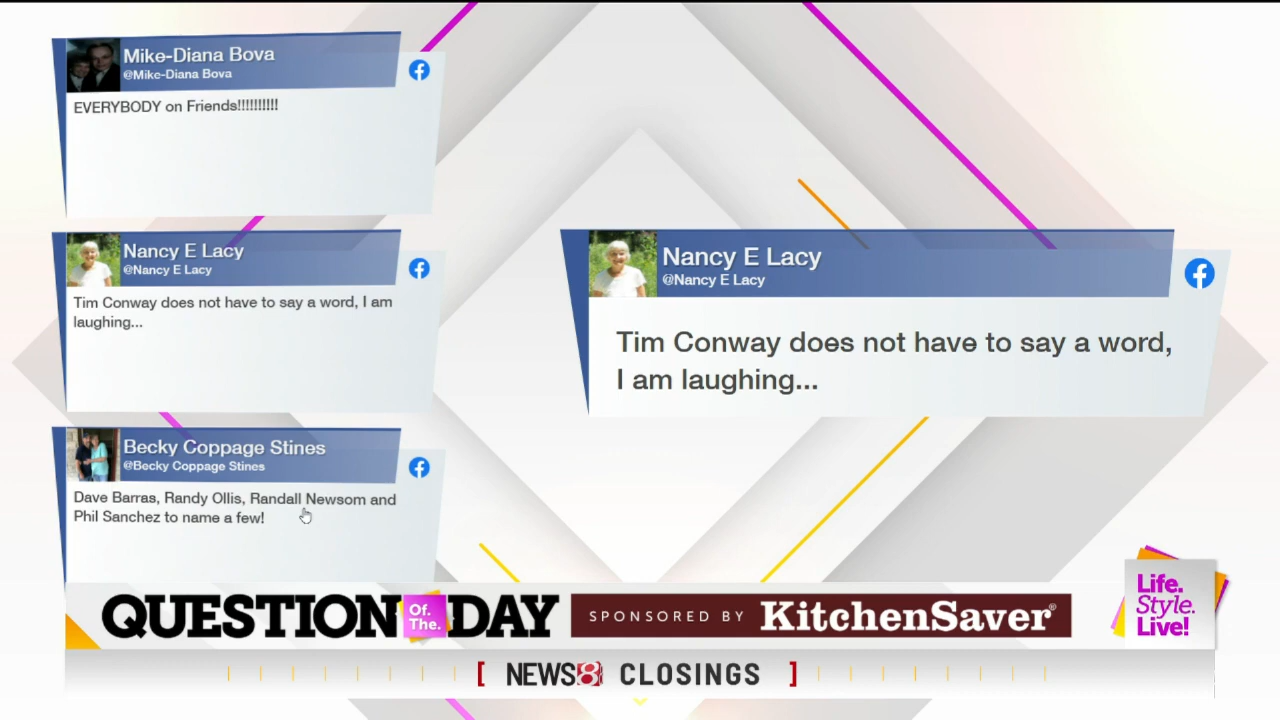 Mike-Diana Bova
@Mike-Diana Bova
EVERYBODY on Friends!!!!!!!!!!
Nancy E Lacy
@Nancy E Lacy
Tim Conway does not have to say a word, I am
laughing...
Becky Coppage Stines
@Becky Coppage Stines
Dave Barras, Randy Ollis, Randall Newsom and
Phil Sanchez to name a few!
Nancy E Lacy
@Nancy E Lacy
Tim Conway does not have to say a word,
I am laughing...
QUESTION Of. The. DAY
SPONSORED BY KitchenSaver®
Life.
Style.
Live!
[ NEWS8 CLOSINGS ]